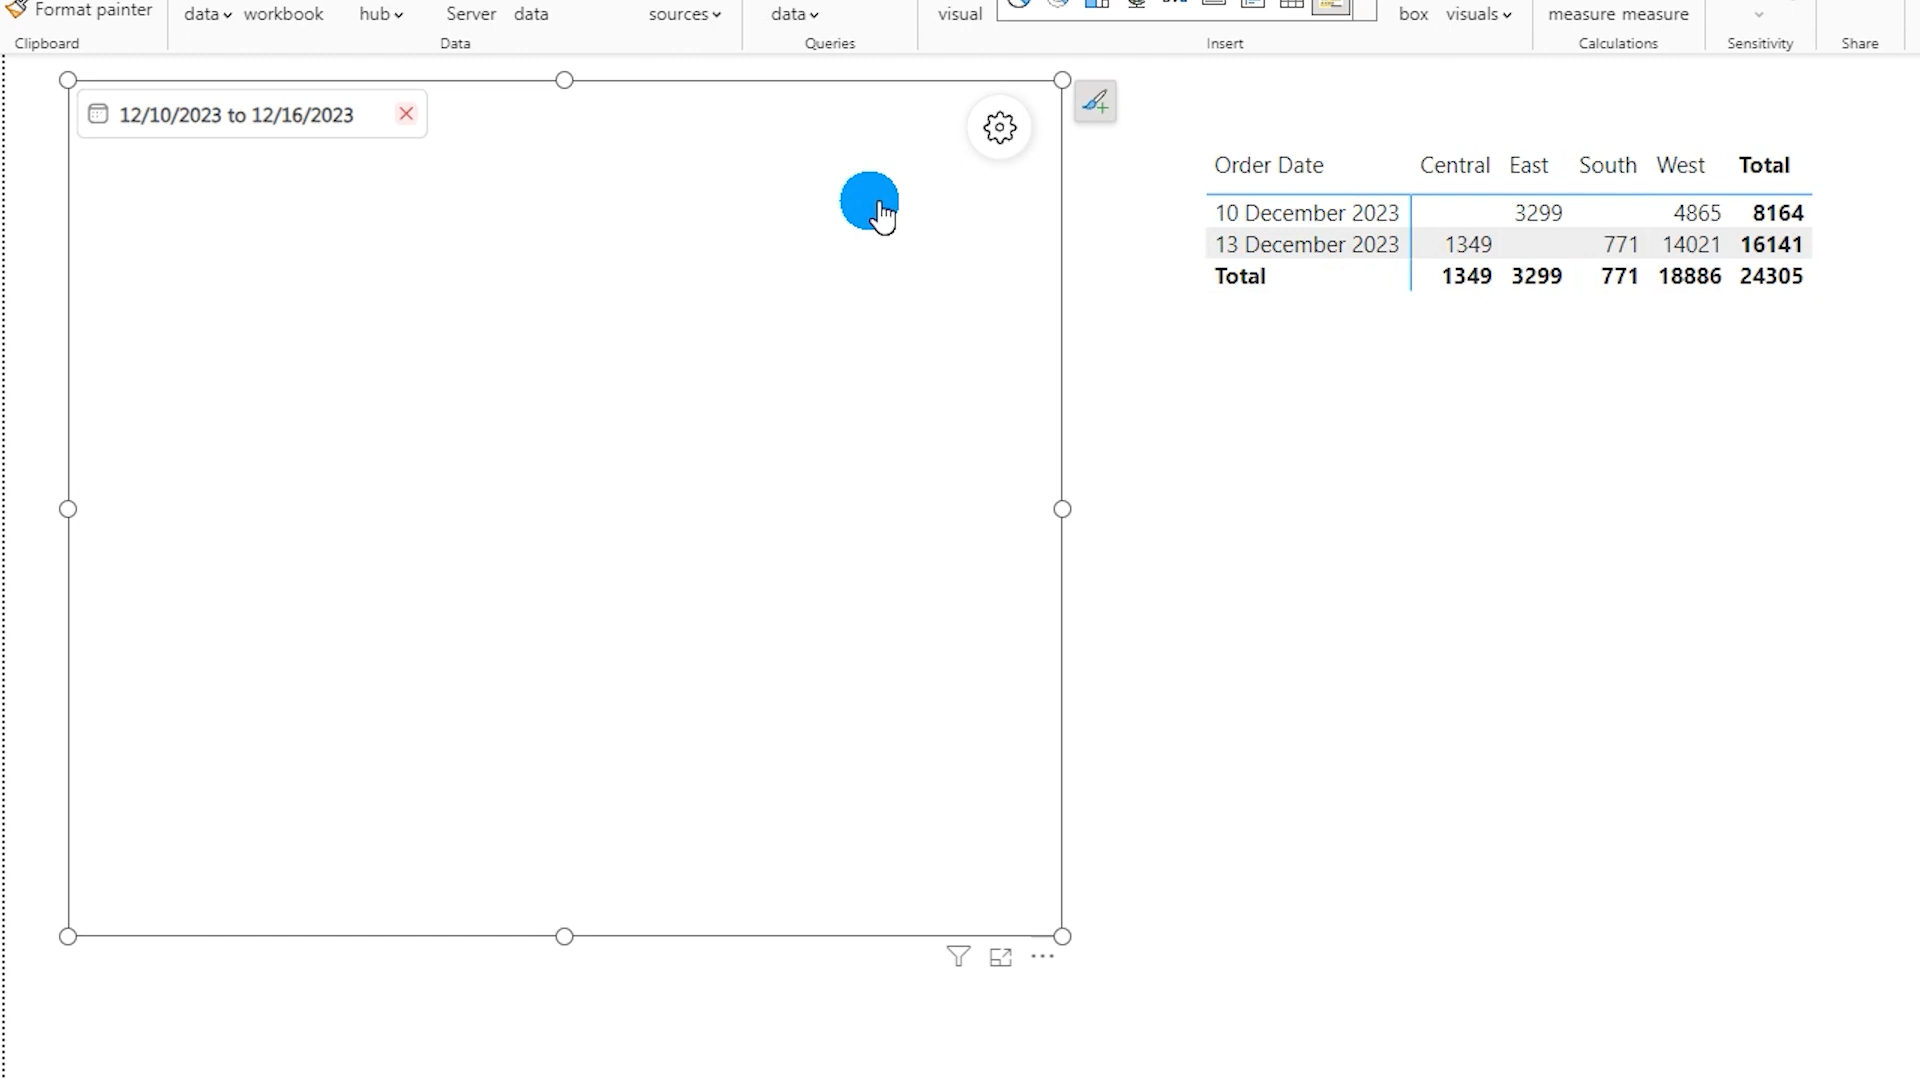 Format painter
data workbook hub Server data sources data visual box visuals measure measure
Clipboard Data Queries Insert Calculations Sensitivity Share
12/10/2023 to 12/16/2023
Order Date Central East South West Total
10 December 2023 3299 4865 8164
13 December 2023 1349 771 14021 16141
Total 1349 3299 771 18886 24305